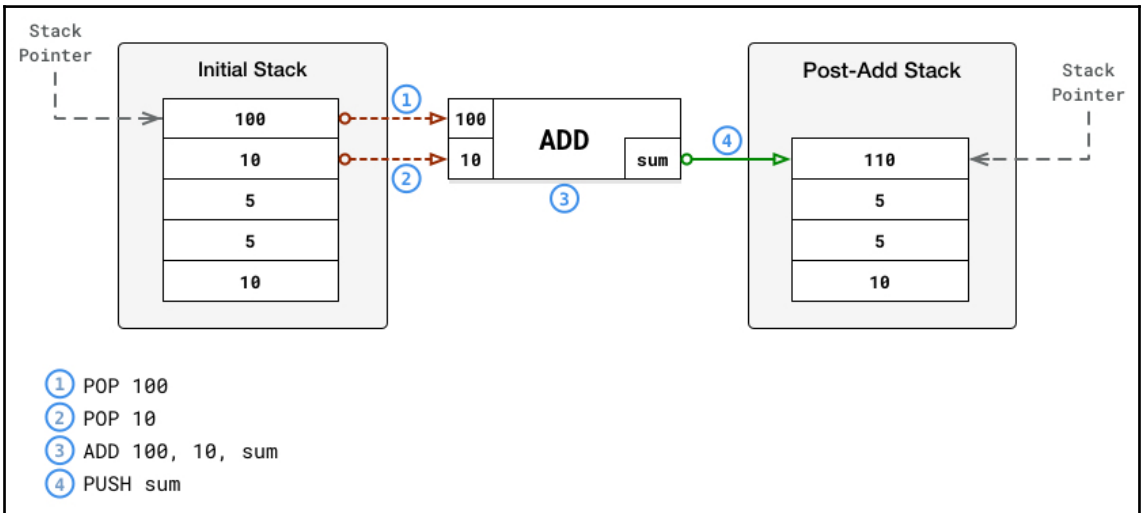 Stack
Pointer
Initial Stack
100
10
5
5
10
1
2
100
10
ADD
sum
3
4
Post-Add Stack
110
5
5
10
Stack
Pointer
1 POP 100
2 POP 10
3 ADD 100, 10, sum
4 PUSH sum